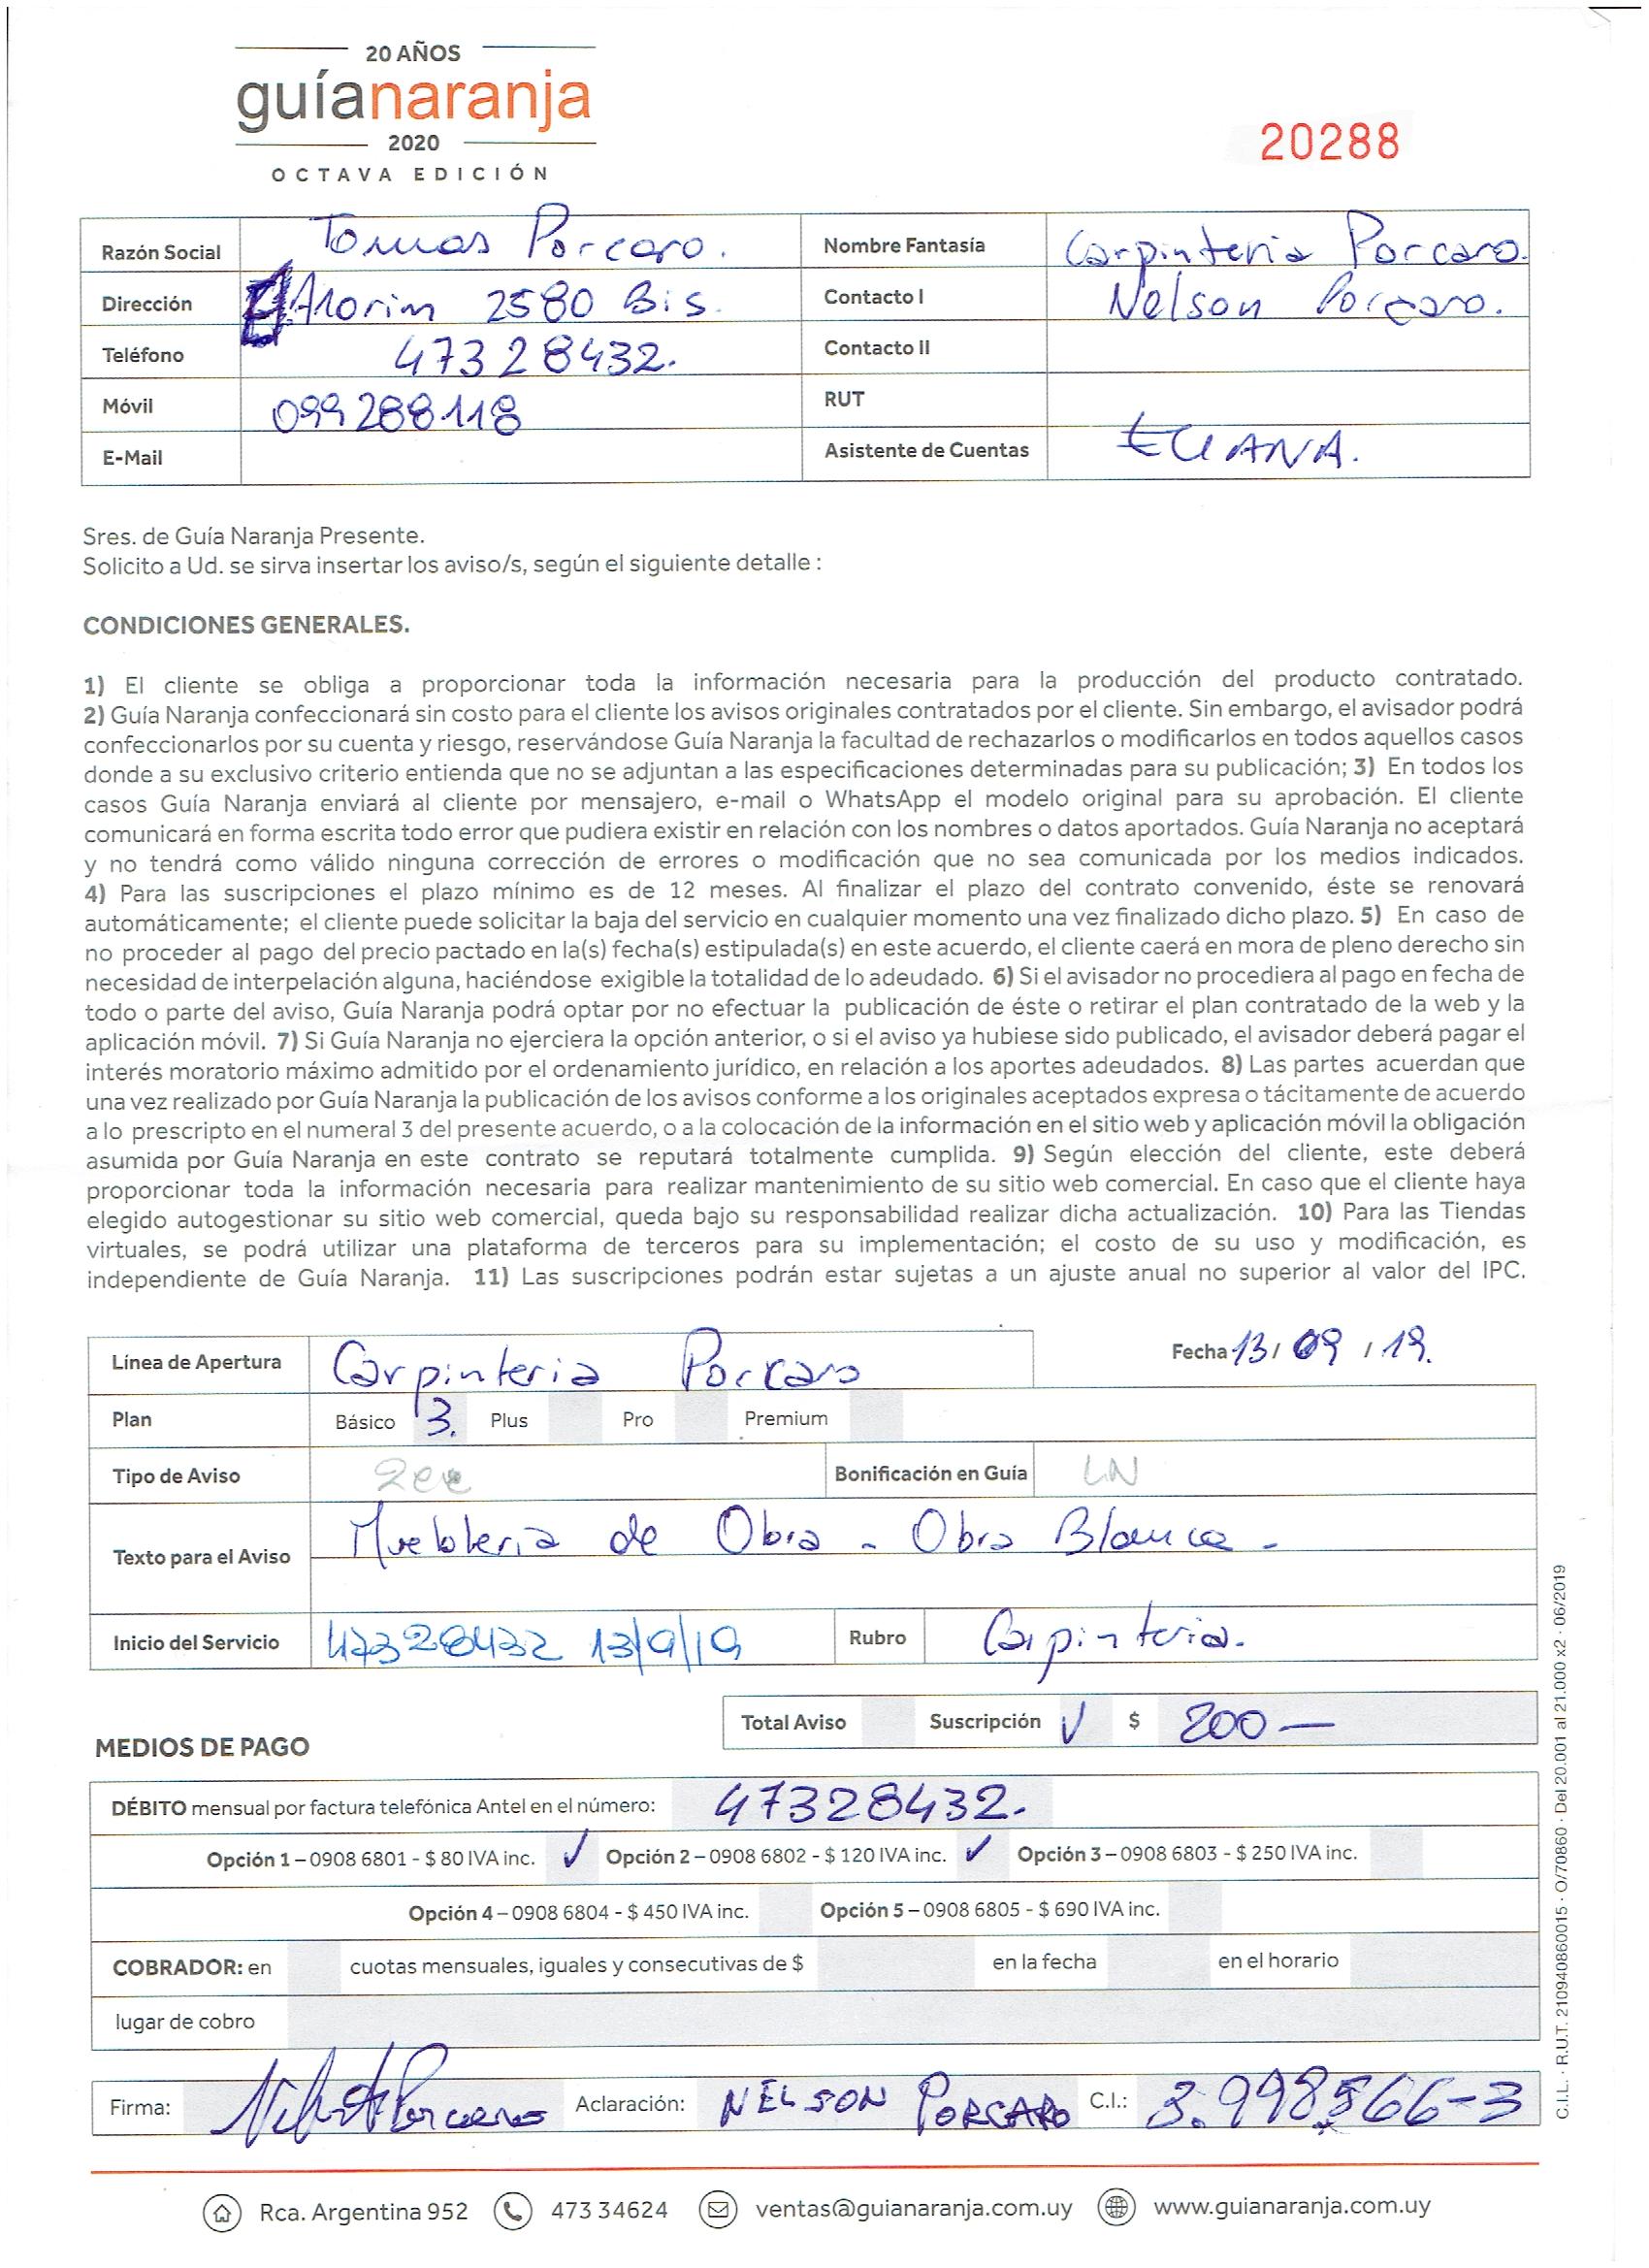 20 AÑOS
guíanaranja
2020
OCTAVA EDICIÓN
20288
Razón Social Tomas Porcaro. Nombre Fantasía Carpinteria Porcaro.
Dirección Amorim 2580 Bis. Contacto I Nelson Porcaro.
Teléfono 47328432. Contacto II
Móvil 099288118 RUT
E-Mail Asistente de Cuentas ELIANA.
Sres. de Guía Naranja Presente.
Solicito a Ud. se sirva insertar los aviso/s, según el siguiente detalle :
CONDICIONES GENERALES.
1) El cliente se obliga a proporcionar toda la información necesaria para la producción del producto contratado.
2) Guía Naranja confeccionará sin costo para el cliente los avisos originales contratados por el cliente. Sin embargo, el avisador podrá
confeccionarlos por su cuenta y riesgo, reservándose Guía Naranja la facultad de rechazarlos o modificarlos en todos aquellos casos
donde a su exclusivo criterio entienda que no se adjuntan a las especificaciones determinadas para su publicación; 3) En todos los
casos Guía Naranja enviará al cliente por mensajero, e-mail o WhatsApp el modelo original para su aprobación. El cliente
comunicará en forma escrita todo error que pudiera existir en relación con los nombres o datos aportados. Guía Naranja no aceptará
y no tendrá como válido ninguna corrección de errores o modificación que no sea comunicada por los medios indicados.
4) Para las suscripciones el plazo mínimo es de 12 meses. Al finalizar el plazo del contrato convenido, éste se renovará
automáticamente; el cliente puede solicitar la baja del servicio en cualquier momento una vez finalizado dicho plazo. 5) En caso de
no proceder al pago del precio pactado en la(s) fecha(s) estipulada(s) en este acuerdo, el cliente caerá en mora de pleno derecho sin
necesidad de interpelación alguna, haciéndose exigible la totalidad de lo adeudado. 6) Si el avisador no procediera al pago en fecha de
todo o parte del aviso, Guía Naranja podrá optar por no efectuar la publicación de éste o retirar el plan contratado de la web y la
aplicación móvil. 7) Si Guía Naranja no ejerciera la opción anterior, o si el aviso ya hubiese sido publicado, el avisador deberá pagar el
interés moratorio máximo admitido por el ordenamiento jurídico, en relación a los aportes adeudados. 8) Las partes acuerdan que
una vez realizado por Guía Naranja la publicación de los avisos conforme a los originales aceptados expresa o tácitamente de acuerdo
a lo prescripto en el numeral 3 del presente acuerdo, o a la colocación de la información en el sitio web y aplicación móvil la obligación
asumida por Guía Naranja en este contrato se reputará totalmente cumplida. 9) Según elección del cliente, este deberá
proporcionar toda la información necesaria para realizar mantenimiento de su sitio web comercial. En caso que el cliente haya
elegido autogestionar su sitio web comercial, queda bajo su responsabilidad realizar dicha actualización. 10) Para las Tiendas
virtuales, se podrá utilizar una plataforma de terceros para su implementación; el costo de su uso y modificación, es
independiente de Guía Naranja. 11) Las suscripciones podrán estar sujetas a un ajuste anual no superior al valor del IPC.
Línea de Apertura Carpinteria Porcaro Fecha 13/ 09 / 19.
Plan Básico 3. Plus Pro Premium
Tipo de Aviso Bonificación en Guía LN
Texto para el Aviso Muebleria de Obra - Obra Blanca -
Inicio del Servicio 47328432 13/9/19 Rubro Carpinteria.
Total Aviso Suscripción ✓ $ 200 —
MEDIOS DE PAGO
DÉBITO mensual por factura telefónica Antel en el número: 47328432.
Opción 1 – 0908 6801 - $ 80 IVA inc. ✓ Opción 2 – 0908 6802 - $ 120 IVA inc. ✓ Opción 3 – 0908 6803 - $ 250 IVA inc.
Opción 4 – 0908 6804 - $ 450 IVA inc. Opción 5 – 0908 6805 - $ 690 IVA inc.
COBRADOR: en cuotas mensuales, iguales y consecutivas de $ en la fecha en el horario
lugar de cobro
Firma: Aclaración: NELSON PORCARO C.I.: 3.998.566-3
C.I.L. · R.U.T. 210940860015 · O/70860 · Del 20.001 al 21.000 x2 · 06/2019
Rca. Argentina 952 473 34624 ventas@guianaranja.com.uy www.guianaranja.com.uy